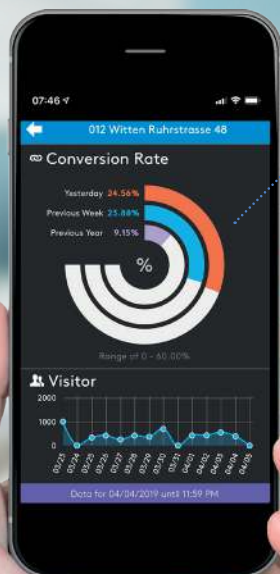 07:46
012 Witten Ruhrstrasse 48
Conversion Rate
Yesterday 24.56%
Previous Week 23.88%
Previous Year 9.15%
%
Range of 0 - 60.00%
Visitor
2000
1000
0
03/23 03/24 03/25 03/26 03/27 03/28 03/29 03/30 03/31 04/01 04/02 04/03 04/04 04/05
Data for 04/04/2019 until 11:59 PM